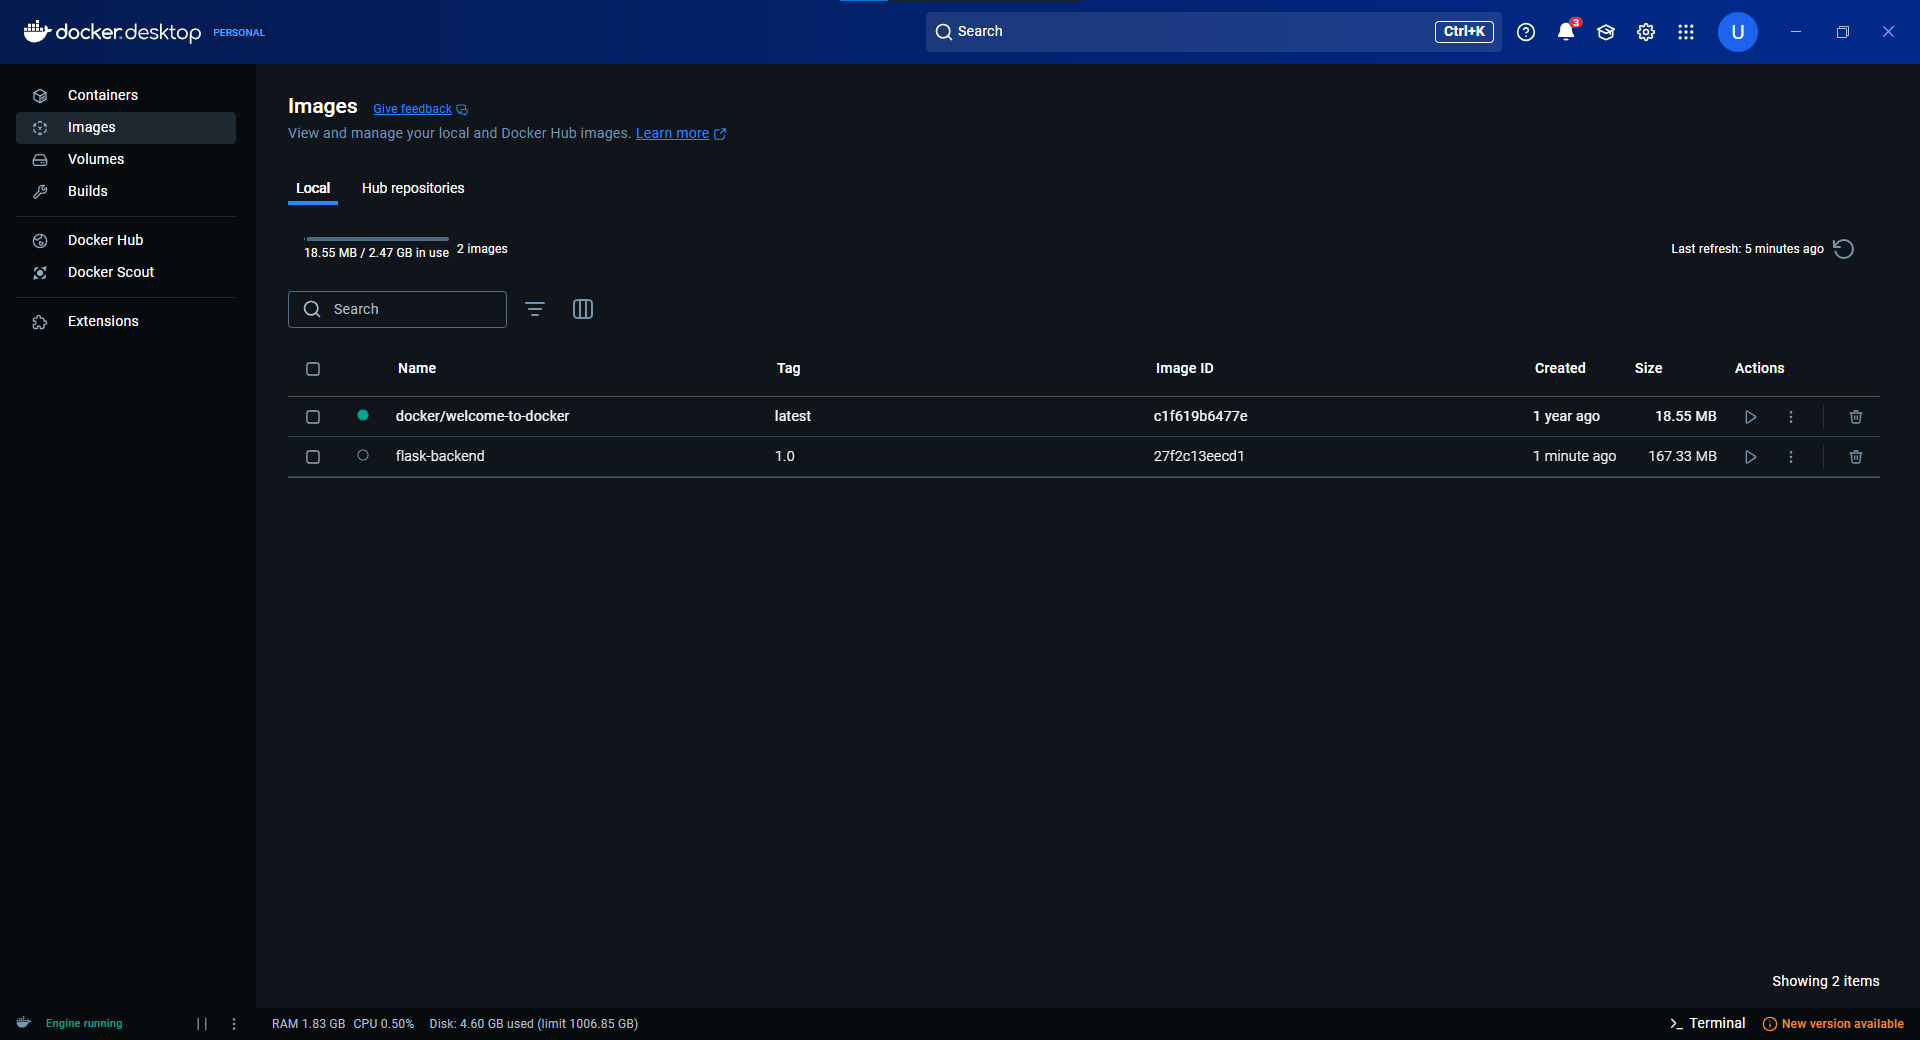 docker.desktop PERSONAL
Search Ctrl+K
3
U
Containers
Images
Volumes
Builds
Docker Hub
Docker Scout
Extensions
Images Give feedback
View and manage your local and Docker Hub images. Learn more
Local Hub repositories
18.55 MB / 2.47 GB in use 2 images
Last refresh: 5 minutes ago
Search
Name Tag Image ID Created Size Actions
docker/welcome-to-docker latest c1f619b6477e 1 year ago 18.55 MB
flask-backend 1.0 27f2c13eecd1 1 minute ago 167.33 MB
Showing 2 items
Engine running RAM 1.83 GB CPU 0.50% Disk: 4.60 GB used (limit 1006.85 GB)
Terminal New version available